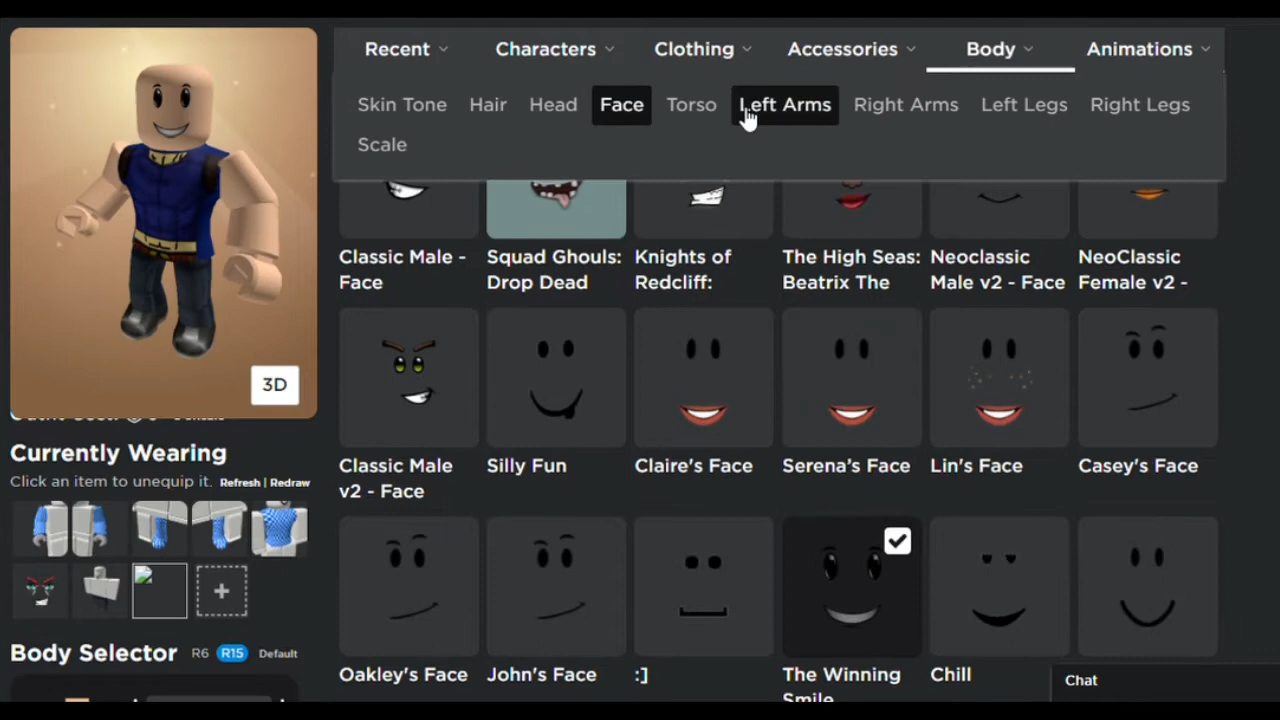 Recent
Characters
Clothing
Accessories
Body
Animations
Skin Tone
Hair
Head
Face
Torso
Left Arms
Right Arms
Left Legs
Right Legs
Scale
3D
Currently Wearing
Click an item to unequip it. Refresh | Redraw
+
Body Selector R6 R15 Default
Classic Male -
Face
Squad Ghouls:
Drop Dead
Knights of
Redcliff:
The High Seas:
Beatrix The
Neoclassic
Male v2 - Face
NeoClassic
Female v2 -
Classic Male
v2 - Face
Silly Fun
Claire's Face
Serena’s Face
Lin's Face
Casey's Face
Oakley's Face
John's Face
:]
The Winning
Smile
Chill
Chat